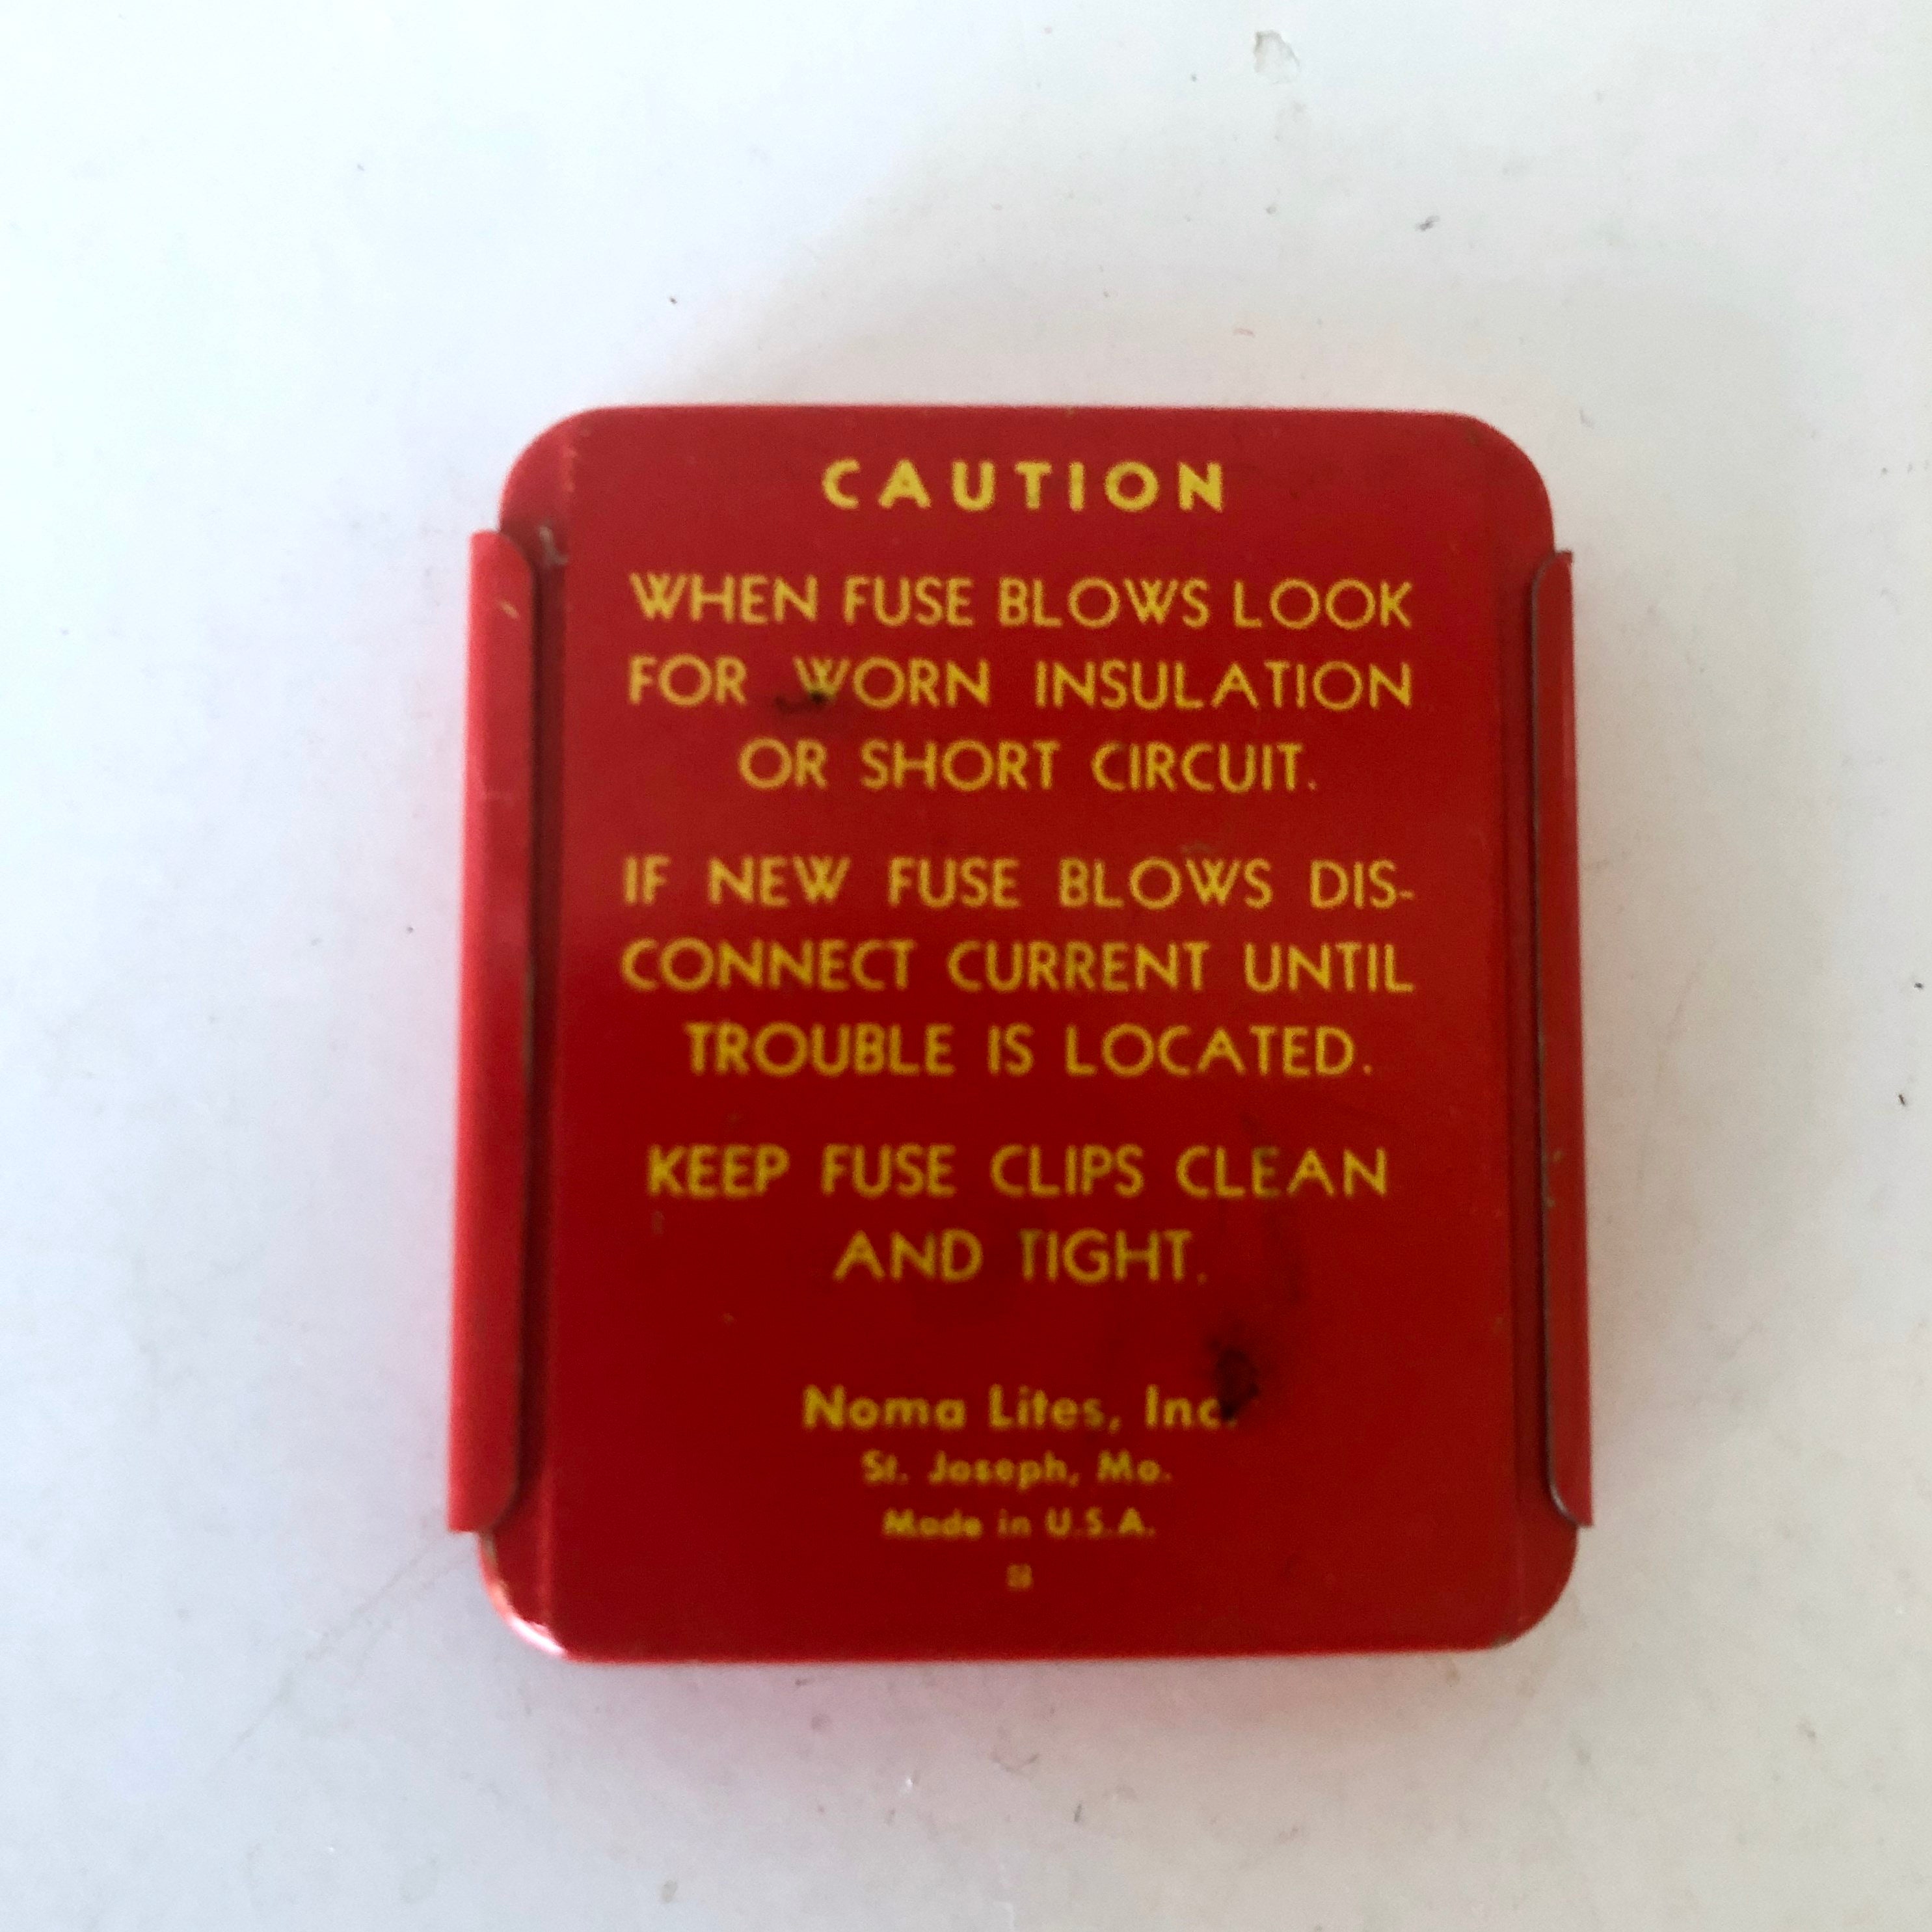 CAUTION
WHEN FUSE BLOWS LOOK
FOR WORN INSULATION
OR SHORT CIRCUIT.
IF NEW FUSE BLOWS DIS-
CONNECT CURRENT UNTIL
TROUBLE IS LOCATED.
KEEP FUSE CLIPS CLEAN
AND TIGHT.
Noma Lites, Inc.
St. Joseph, Mo.
Made in U.S.A.